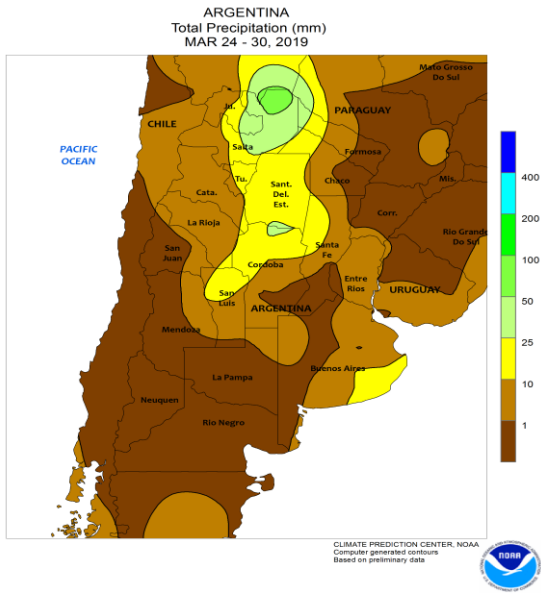 ARGENTINA
Total Precipitation (mm)
MAR 24 - 30, 2019
Mato Grosso
Do Sul
Ju.
PARAGUAY
CHILE
PACIFIC
OCEAN
Salta
Formosa
Tu.
Sant.
Del.
Est.
Chaco
Mis.
Cata.
Corr.
La Rioja
Rio Grande
Do Sul
San
Juan
Santa
Fe
Cordoba
Entre
Rios
URUGUAY
San
Luis
ARGENTINA
Mendoza
Buenos Aires
La Pampa
Neuquen
Rio Negro
400
200
100
50
25
10
1
CLIMATE PREDICTION CENTER, NOAA
Computer generated contours
Based on preliminary data
NOAA